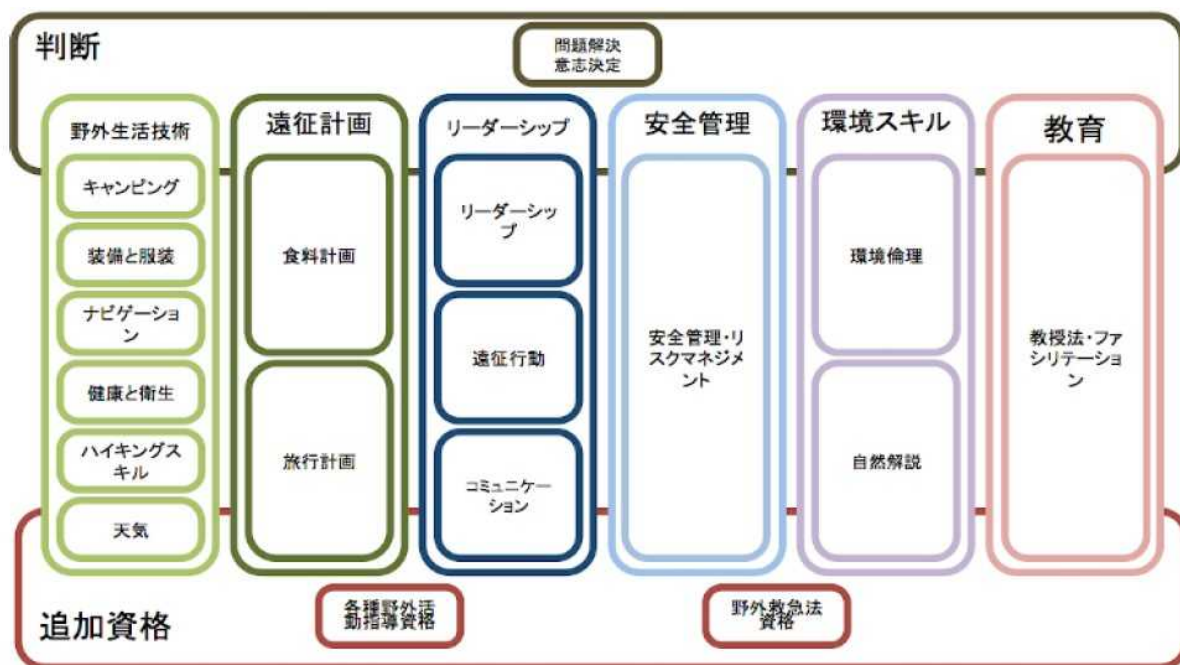 判断
問題解決
意志決定
野外生活技術
キャンピング
装備と服装
ナビゲーショ
ン
健康と衛生
ハイキングス
キル
天気
遠征計画
食料計画
旅行計画
リーダーシップ
リーダーシッ
プ
遠征行動
コミュニケー
ション
安全管理
安全管理・リ
スクマネジメ
ント
環境スキル
環境倫理
自然解説
教育
教授法・ファ
シリテーショ
ン
追加資格
各種野外活
動指導資格
野外救急法
資格